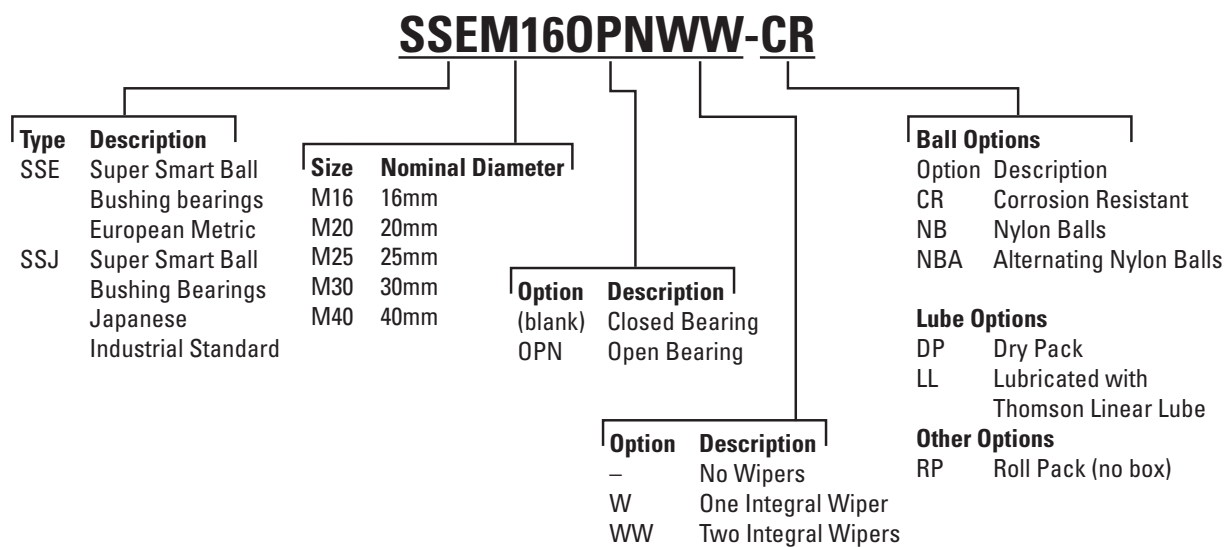 SSEM16OPNWW-CR
Type Description
SSE Super Smart Ball
Bushing bearings
European Metric
SSJ Super Smart Ball
Bushing Bearings
Japanese
Industrial Standard
Size Nominal Diameter
M16 16mm
M20 20mm
M25 25mm
M30 30mm
M40 40mm
Option Description
(blank) Closed Bearing
OPN Open Bearing
Option Description
– No Wipers
W One Integral Wiper
WW Two Integral Wipers
Ball Options
Option Description
CR Corrosion Resistant
NB Nylon Balls
NBA Alternating Nylon Balls
Lube Options
DP Dry Pack
LL Lubricated with
Thomson Linear Lube
Other Options
RP Roll Pack (no box)